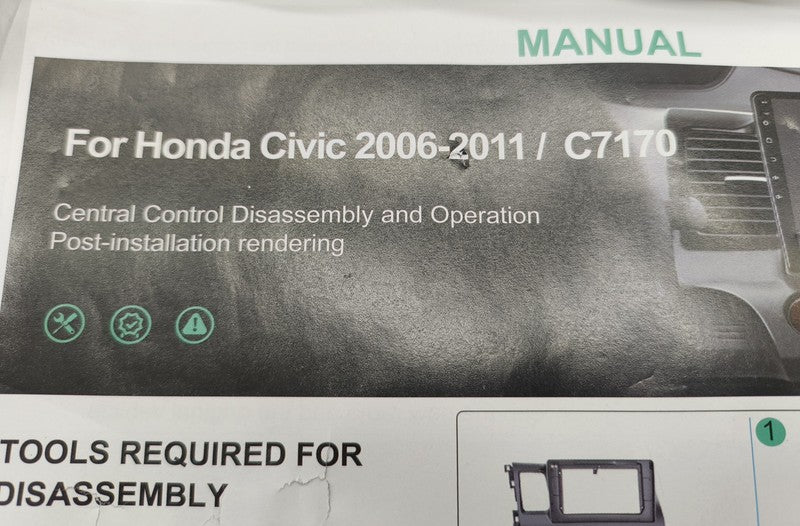 MANUAL
For Honda Civic 2006-2011 / C7170
Central Control Disassembly and Operation
Post-installation rendering
TOOLS REQUIRED FOR
DISASSEMBLY
1